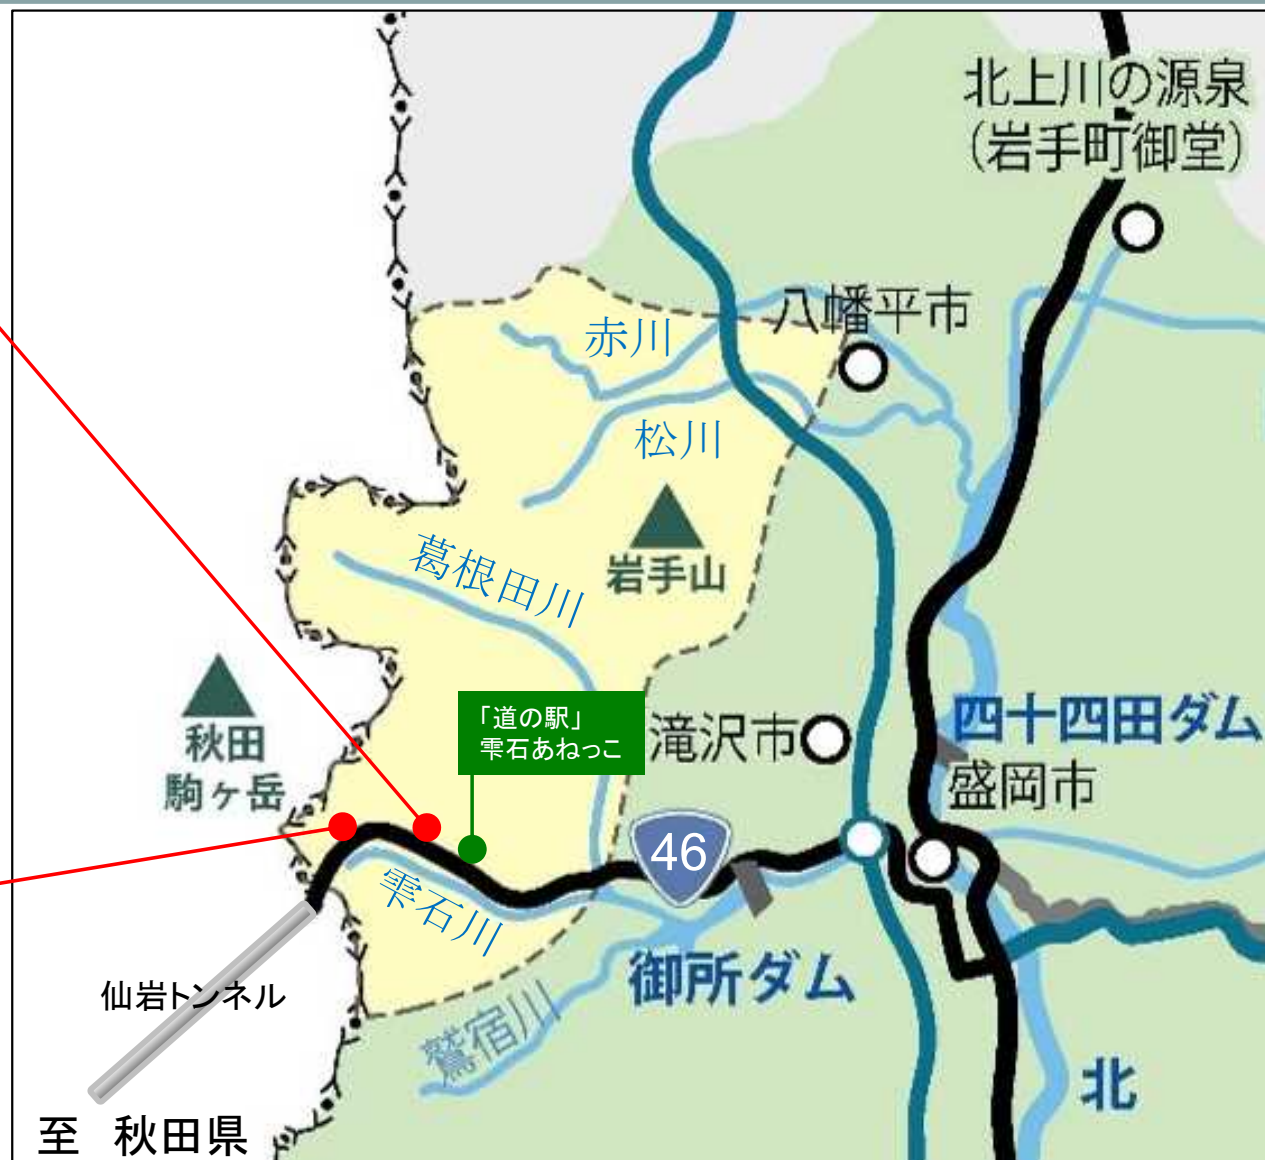 北上川の源泉
(岩手町御堂)
八幡平市
赤川
松川
葛根田川
岩手山
秋田
駒ヶ岳
「道の駅」
雫石あねっこ
滝沢市
四十四田ダム
盛岡市
46
雫石川
御所ダム
仙岩トンネル
鶯宿川
北
至 秋田県